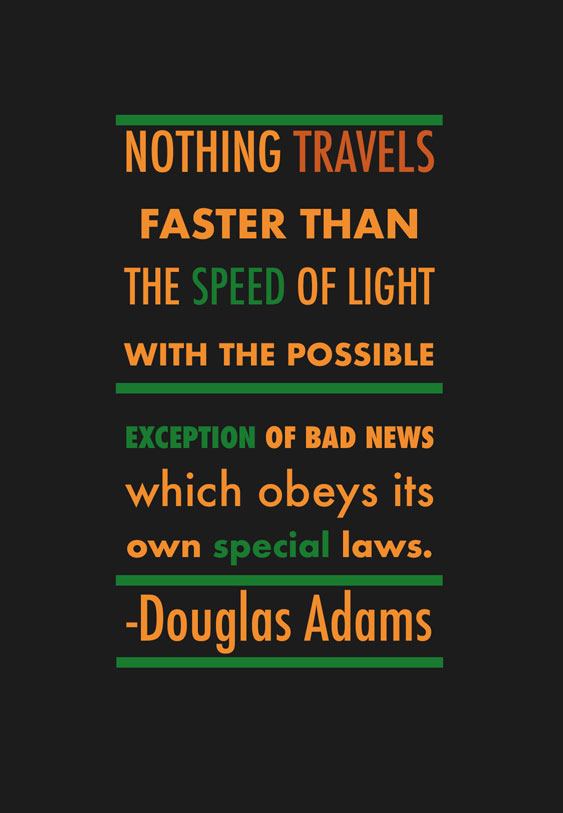 NOTHING TRAVELS
FASTER THAN
THE SPEED OF LIGHT
WITH THE POSSIBLE
EXCEPTION OF BAD NEWS
which obeys its
own special laws.
-Douglas Adams